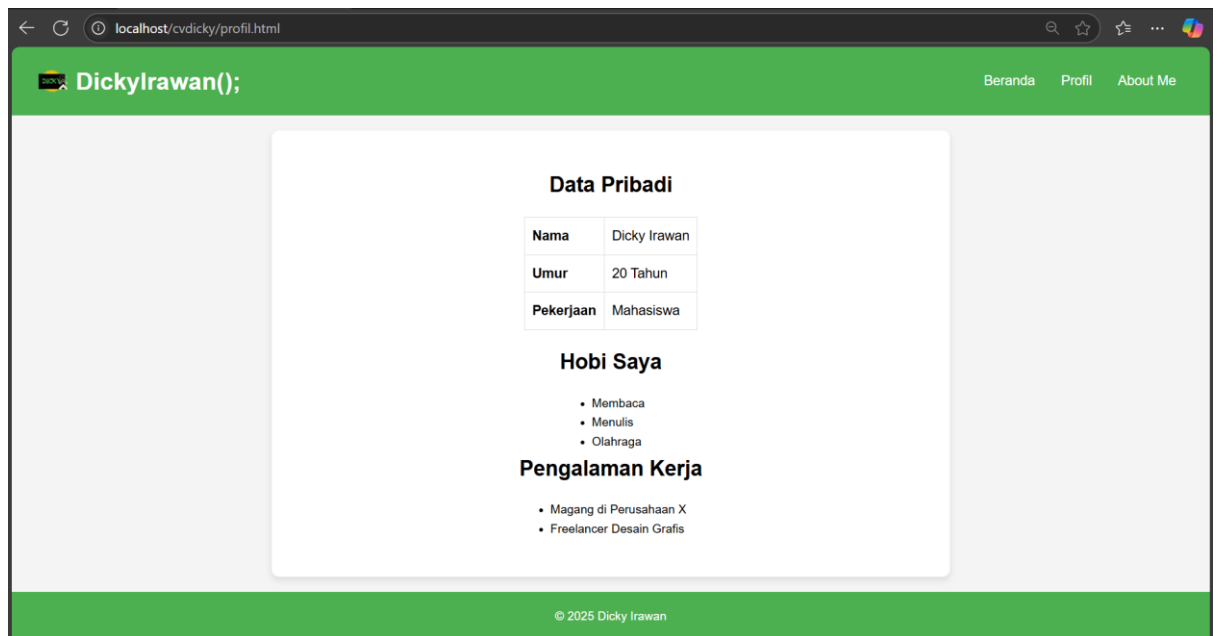 localhost/cvdicky/profil.html
DickyIrawan();
Beranda Profil About Me
Data Pribadi
Nama Dicky Irawan
Umur 20 Tahun
Pekerjaan Mahasiswa
Hobi Saya
• Membaca
• Menulis
• Olahraga
Pengalaman Kerja
• Magang di Perusahaan X
• Freelancer Desain Grafis
© 2025 Dicky Irawan